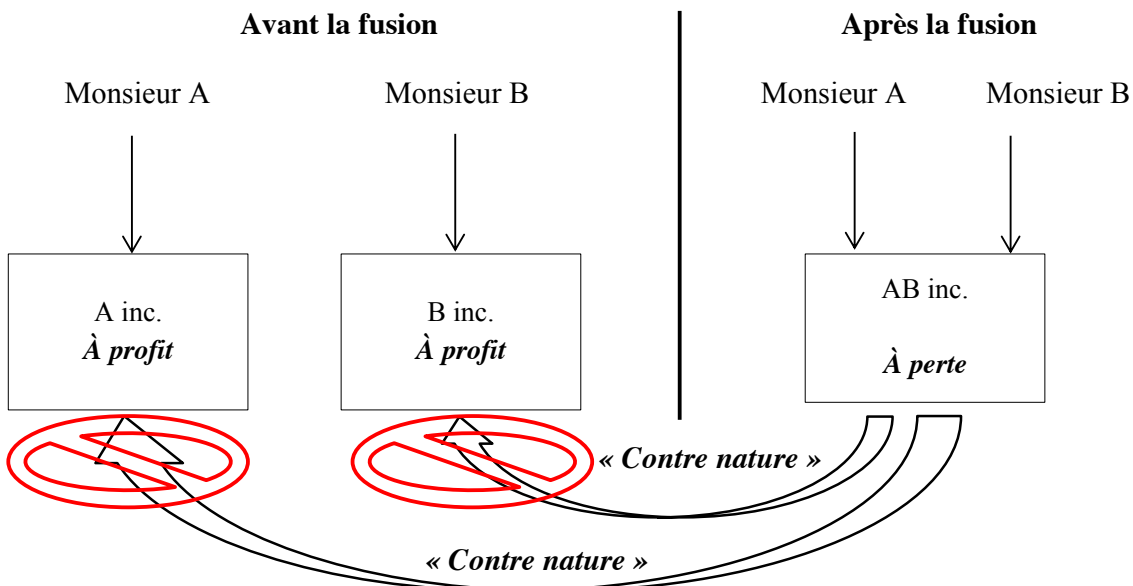 Avant la fusion
Après la fusion
Monsieur A
Monsieur B
Monsieur A
Monsieur B
A inc.
À profit
B inc.
À profit
AB inc.
À perte
« Contre nature »
« Contre nature »